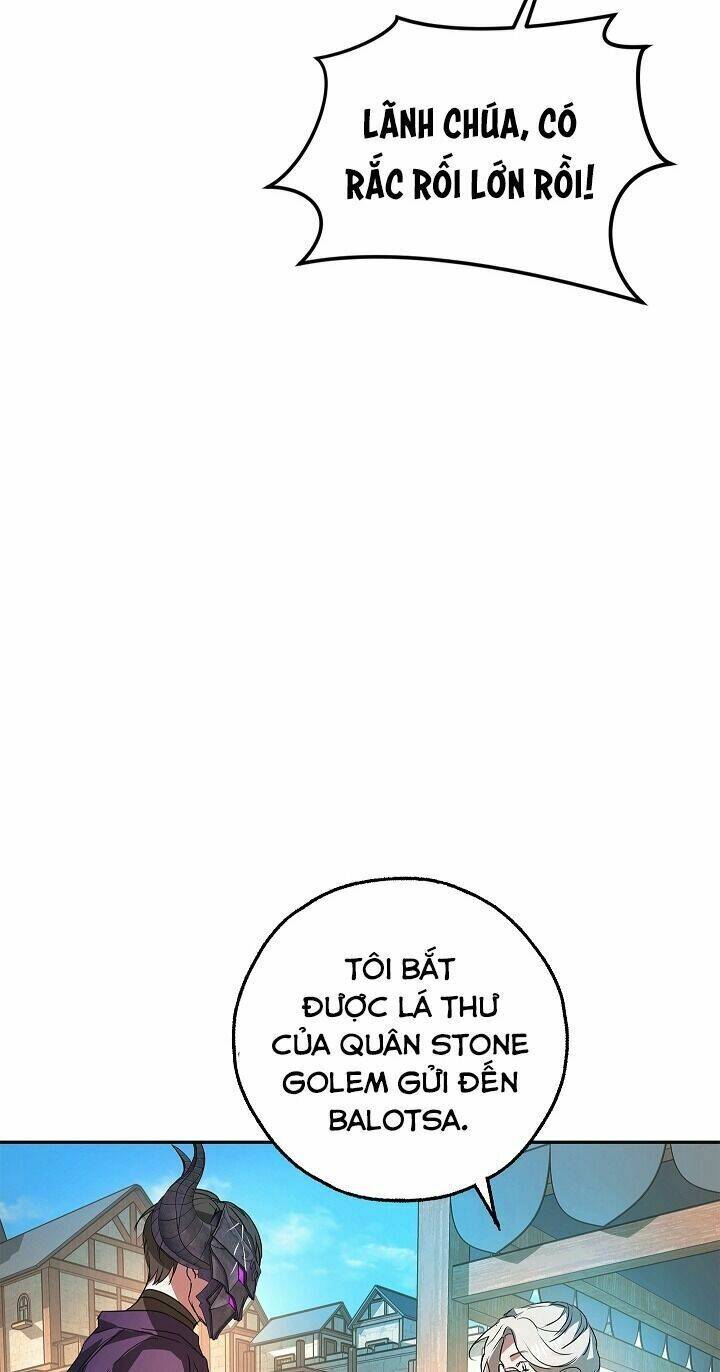 LÃNH CHÚA, CÓ
RẮC RỐI LỚN RỒI!
TÔI BẮT
ĐƯỢC LÁ THƯ
CỦA QUÂN STONE
GOLEM GỬI ĐẾN
BALOTSA.